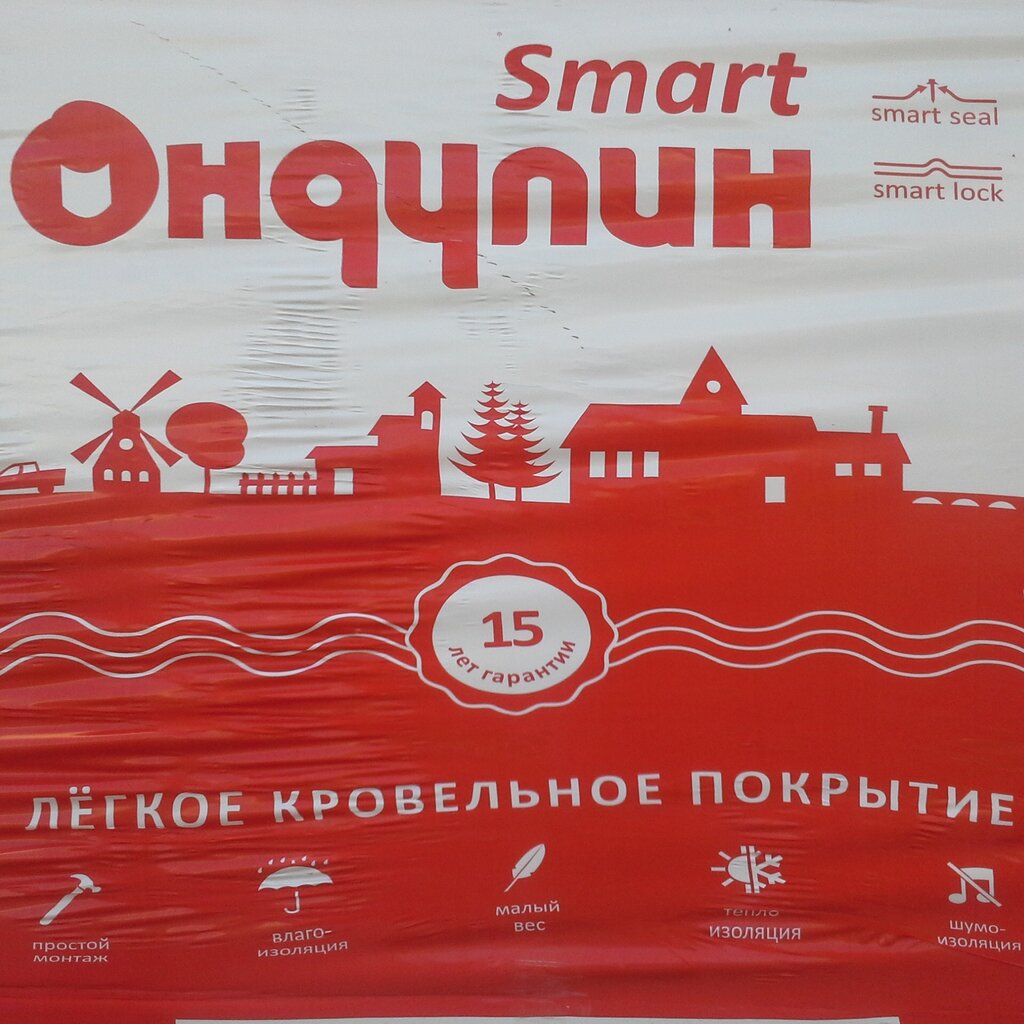 Smart
Ондулин
smart seal
smart lock
15
лет гарантии
ЛЁГКОЕ КРОВЕЛЬНОЕ ПОКРЫТИЕ
простой
монтаж
влаго-
изоляция
малый
вес
тепло
изоляция
шумо-
изоляция